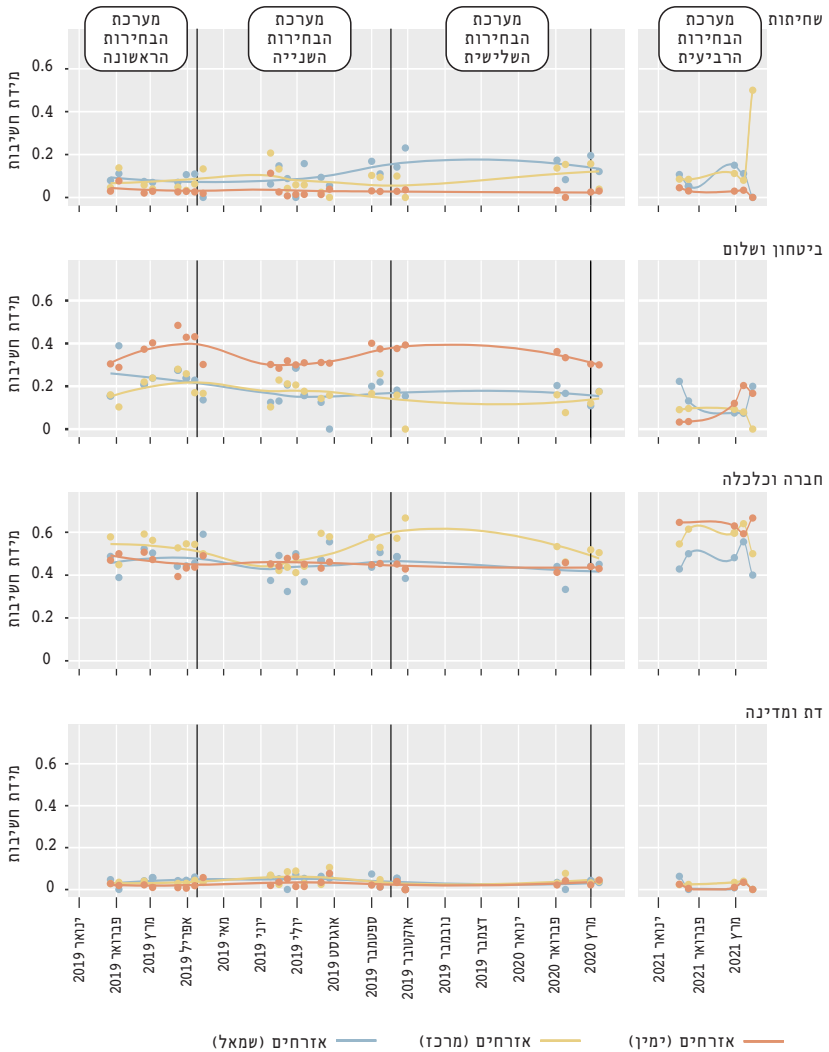 שחיתות
מערכת
הבחירות
הראשונה
מערכת
הבחירות
השנייה
מערכת
הבחירות
השלישית
מערכת
הבחירות
הרביעית
מידת חשיבות
0.6
0.4
0.2
0
ביטחון ושלום
מידת חשיבות
0.6
0.4
0.2
0
חברה וכלכלה
מידת חשיבות
0.6
0.4
0.2
0
דת ומדינה
מידת חשיבות
0.6
0.4
0.2
0
ינואר 2019
פברואר 2019
מרץ 2019
אפריל 2019
מאי 2019
יוני 2019
יולי 2019
אוגוסט 2019
ספטמבר 2019
אוקטובר 2019
נובמבר 2019
דצמבר 2019
ינואר 2020
פברואר 2020
מרץ 2020
ינואר 2021
פברואר 2021
מרץ 2021
אזרחים (ימין)
אזרחים (מרכז)
אזרחים (שמאל)